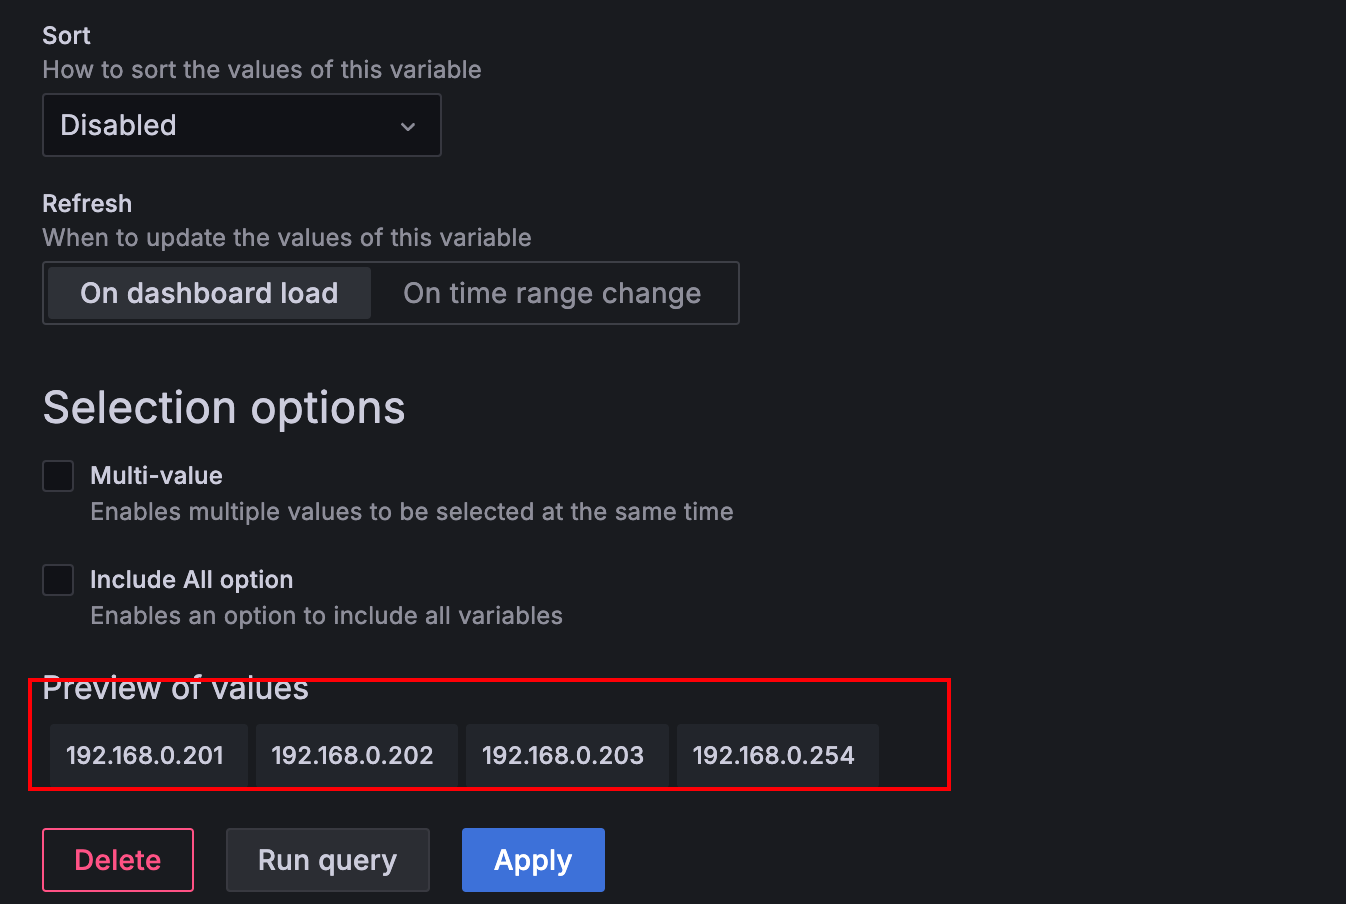 Sort
How to sort the values of this variable
Disabled
Refresh
When to update the values of this variable
On dashboard load On time range change
Selection options
Multi-value
Enables multiple values to be selected at the same time
Include All option
Enables an option to include all variables
Preview of values
192.168.0.201 192.168.0.202 192.168.0.203 192.168.0.254
Delete Run query Apply